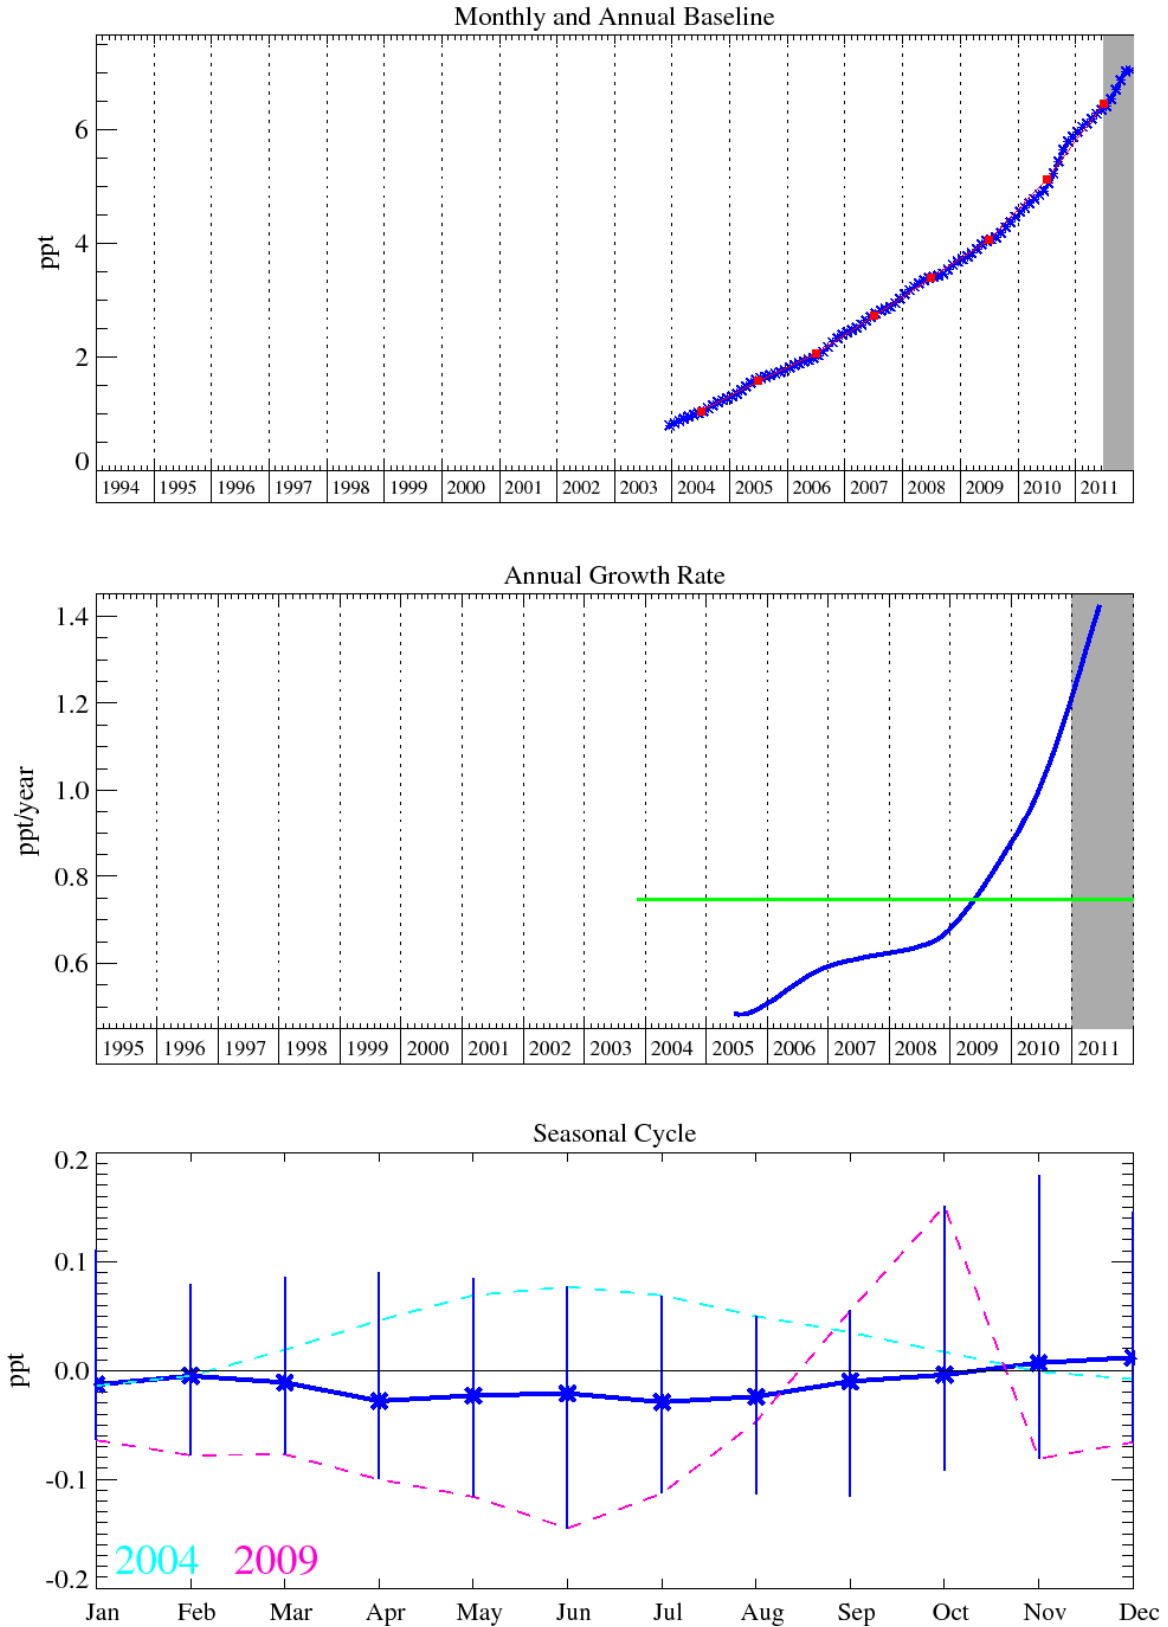 Monthly and Annual Baseline
6
4
2
0
ppt
1994 1995 1996 1997 1998 1999 2000 2001 2002 2003 2004 2005 2006 2007 2008 2009 2010 2011
Annual Growth Rate
1.4
1.2
1.0
0.8
0.6
ppt/year
1995 1996 1997 1998 1999 2000 2001 2002 2003 2004 2005 2006 2007 2008 2009 2010 2011
Seasonal Cycle
0.2
0.1
0.0
-0.1
-0.2
ppt
2004 2009
Jan Feb Mar Apr May Jun Jul Aug Sep Oct Nov Dec